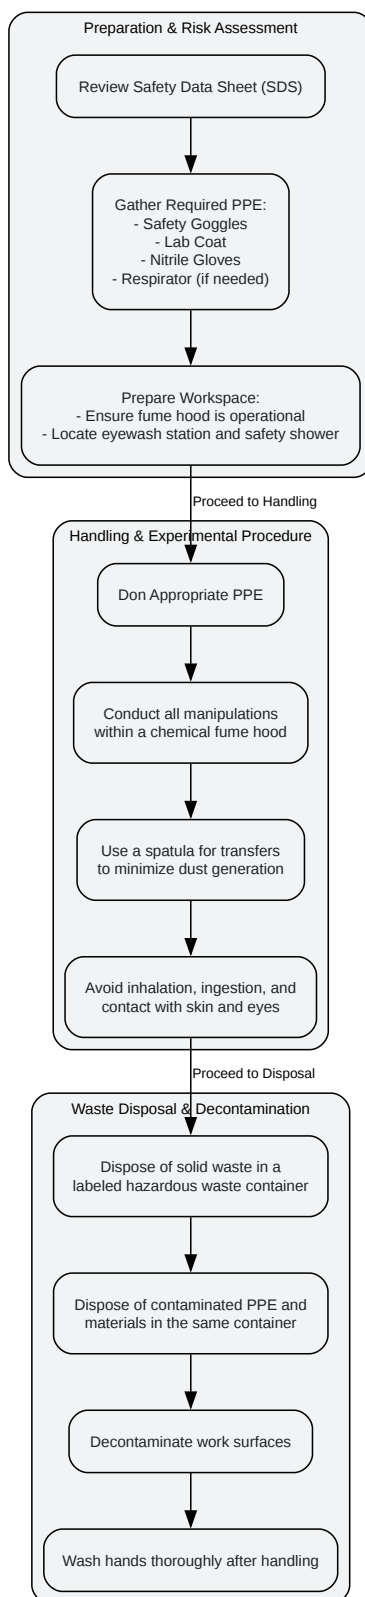 Preparation & Risk Assessment
Review Safety Data Sheet (SDS)
Gather Required PPE:
- Safety Goggles
- Lab Coat
- Nitrile Gloves
- Respirator (if needed)
Prepare Workspace:
- Ensure fume hood is operational
- Locate eyewash station and safety shower
Proceed to Handling
Handling & Experimental Procedure
Don Appropriate PPE
Conduct all manipulations
within a chemical fume hood
Use a spatula for transfers
to minimize dust generation
Avoid inhalation, ingestion, and
contact with skin and eyes
Proceed to Disposal
Waste Disposal & Decontamination
Dispose of solid waste in a
labeled hazardous waste container
Dispose of contaminated PPE and
materials in the same container
Decontaminate work surfaces
Wash hands thoroughly after handling